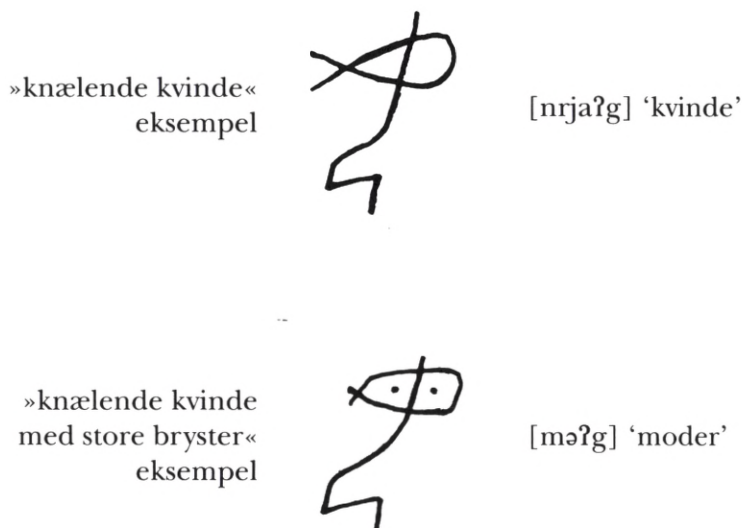 »knælende kvinde«
eksempel
[nrjaʔg] ‘kvinde’
»knælende kvinde
med store bryster«
eksempel
[məʔg] ‘moder’